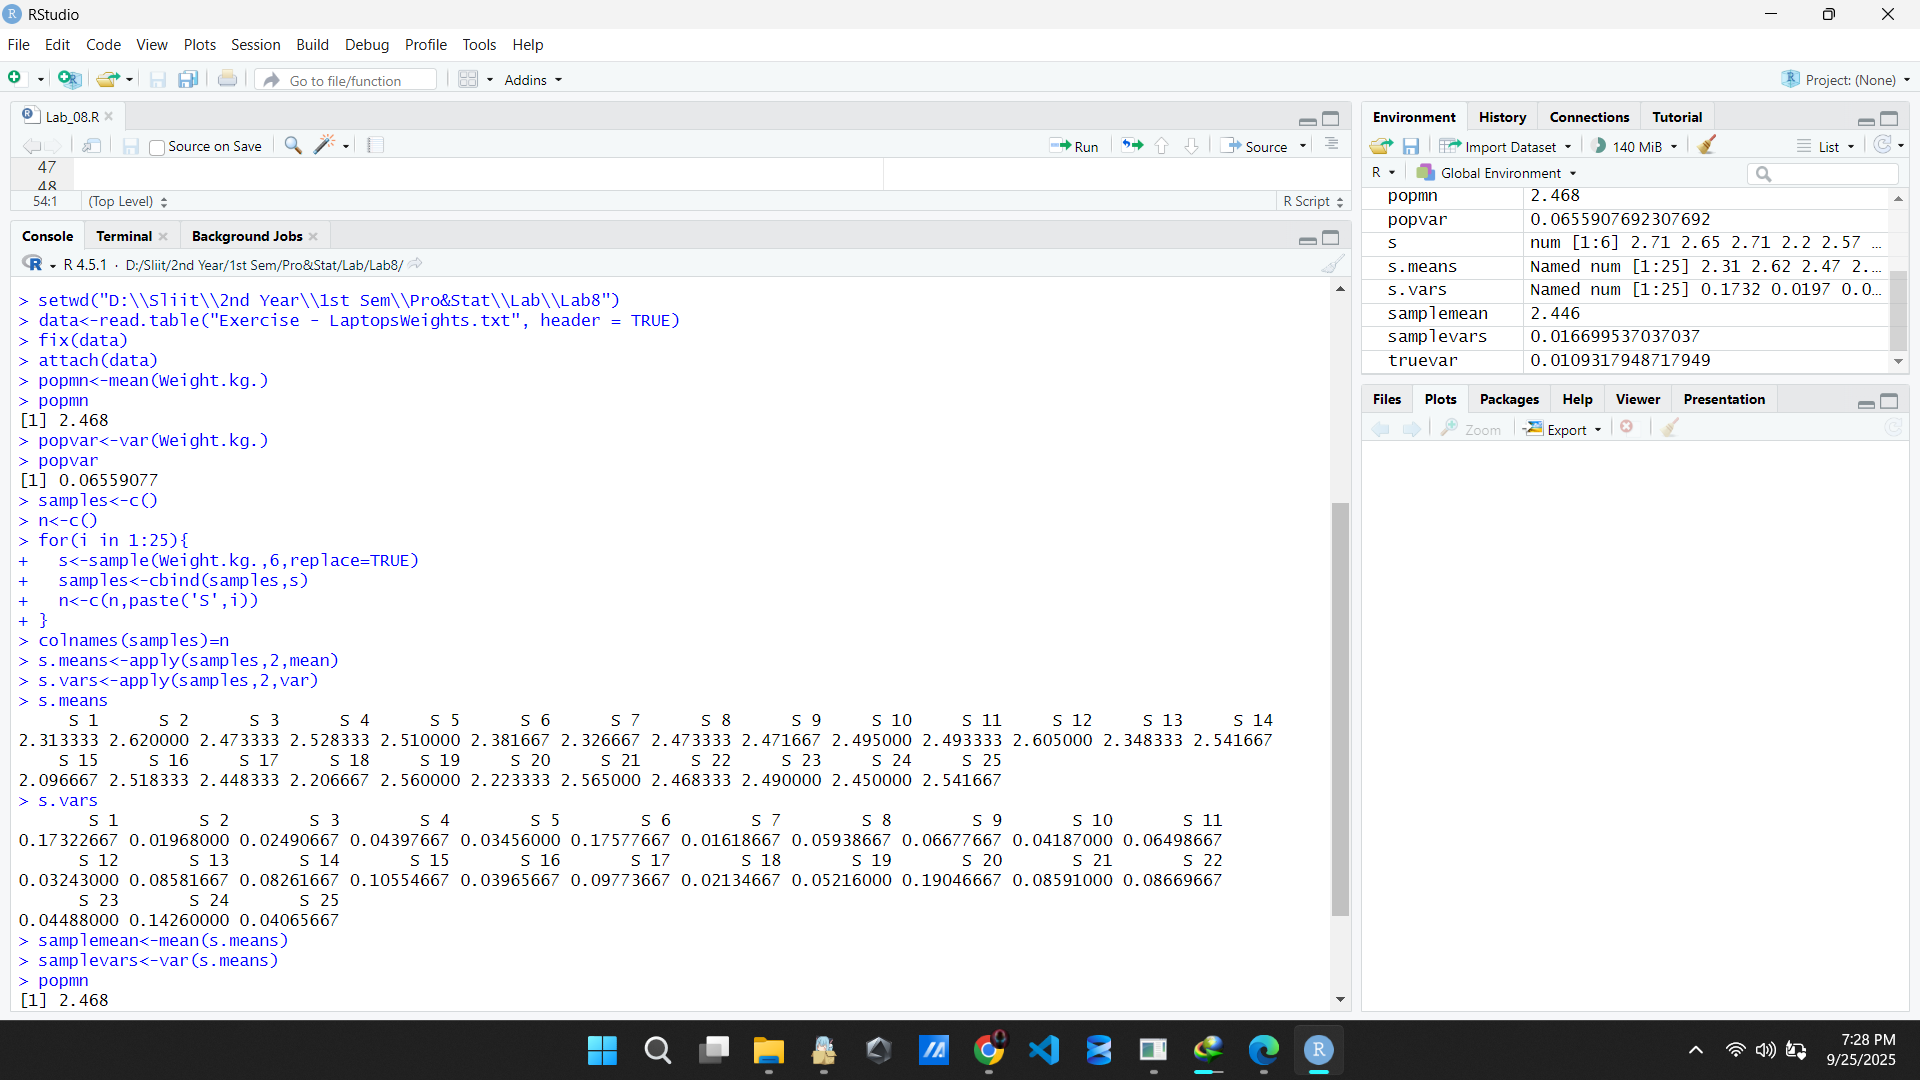 RStudio
File Edit Code View Plots Session Build Debug Profile Tools Help
Go to file/function Addins Project: (None)
Lab_08.R
Source on Save Run Source
47
48
54:1 (Top Level) R Script
Console Terminal Background Jobs
R 4.5.1 · D:/Sliit/2nd Year/1st Sem/Pro&Stat/Lab/Lab8/
> setwd("D:\\Sliit\\2nd Year\\1st Sem\\Pro&Stat\\Lab\\Lab8")
> data<-read.table("Exercise - LaptopsWeights.txt", header = TRUE)
> fix(data)
> attach(data)
> popmn<-mean(Weight.kg.)
> popmn
[1] 2.468
> popvar<-var(Weight.kg.)
> popvar
[1] 0.06559077
> samples<-c()
> n<-c()
> for(i in 1:25){
+   s<-sample(Weight.kg.,6,replace=TRUE)
+   samples<-cbind(samples,s)
+   n<-c(n,paste('S',i))
+ }
> colnames(samples)=n
> s.means<-apply(samples,2,mean)
> s.vars<-apply(samples,2,var)
> s.means
S 1 S 2 S 3 S 4 S 5 S 6 S 7 S 8 S 9 S 10 S 11 S 12 S 13 S 14
2.313333 2.620000 2.473333 2.528333 2.510000 2.381667 2.326667 2.473333 2.471667 2.495000 2.493333 2.605000 2.348333 2.541667
S 15 S 16 S 17 S 18 S 19 S 20 S 21 S 22 S 23 S 24 S 25
2.096667 2.518333 2.448333 2.206667 2.560000 2.223333 2.565000 2.468333 2.490000 2.450000 2.541667
> s.vars
S 1 S 2 S 3 S 4 S 5 S 6 S 7 S 8 S 9 S 10 S 11
0.17322667 0.01968000 0.02490667 0.04397667 0.03456000 0.17577667 0.01618667 0.05938667 0.06677667 0.04187000 0.06498667
S 12 S 13 S 14 S 15 S 16 S 17 S 18 S 19 S 20 S 21 S 22
0.03243000 0.08581667 0.08261667 0.10554667 0.03965667 0.09773667 0.02134667 0.05216000 0.19046667 0.08591000 0.08669667
S 23 S 24 S 25
0.04488000 0.14260000 0.04065667
> samplemean<-mean(s.means)
> samplevars<-var(s.means)
> popmn
[1] 2.468
Environment History Connections Tutorial
Import Dataset 140 MiB List
R Global Environment
popmn 2.468
popvar 0.0655907692307692
s num [1:6] 2.71 2.65 2.71 2.2 2.57 ...
s.means Named num [1:25] 2.31 2.62 2.47 2....
s.vars Named num [1:25] 0.1732 0.0197 0.0...
samplemean 2.446
samplevars 0.016699537037037
truevar 0.0109317948717949
Files Plots Packages Help Viewer Presentation
Zoom Export
7:28 PM
9/25/2025